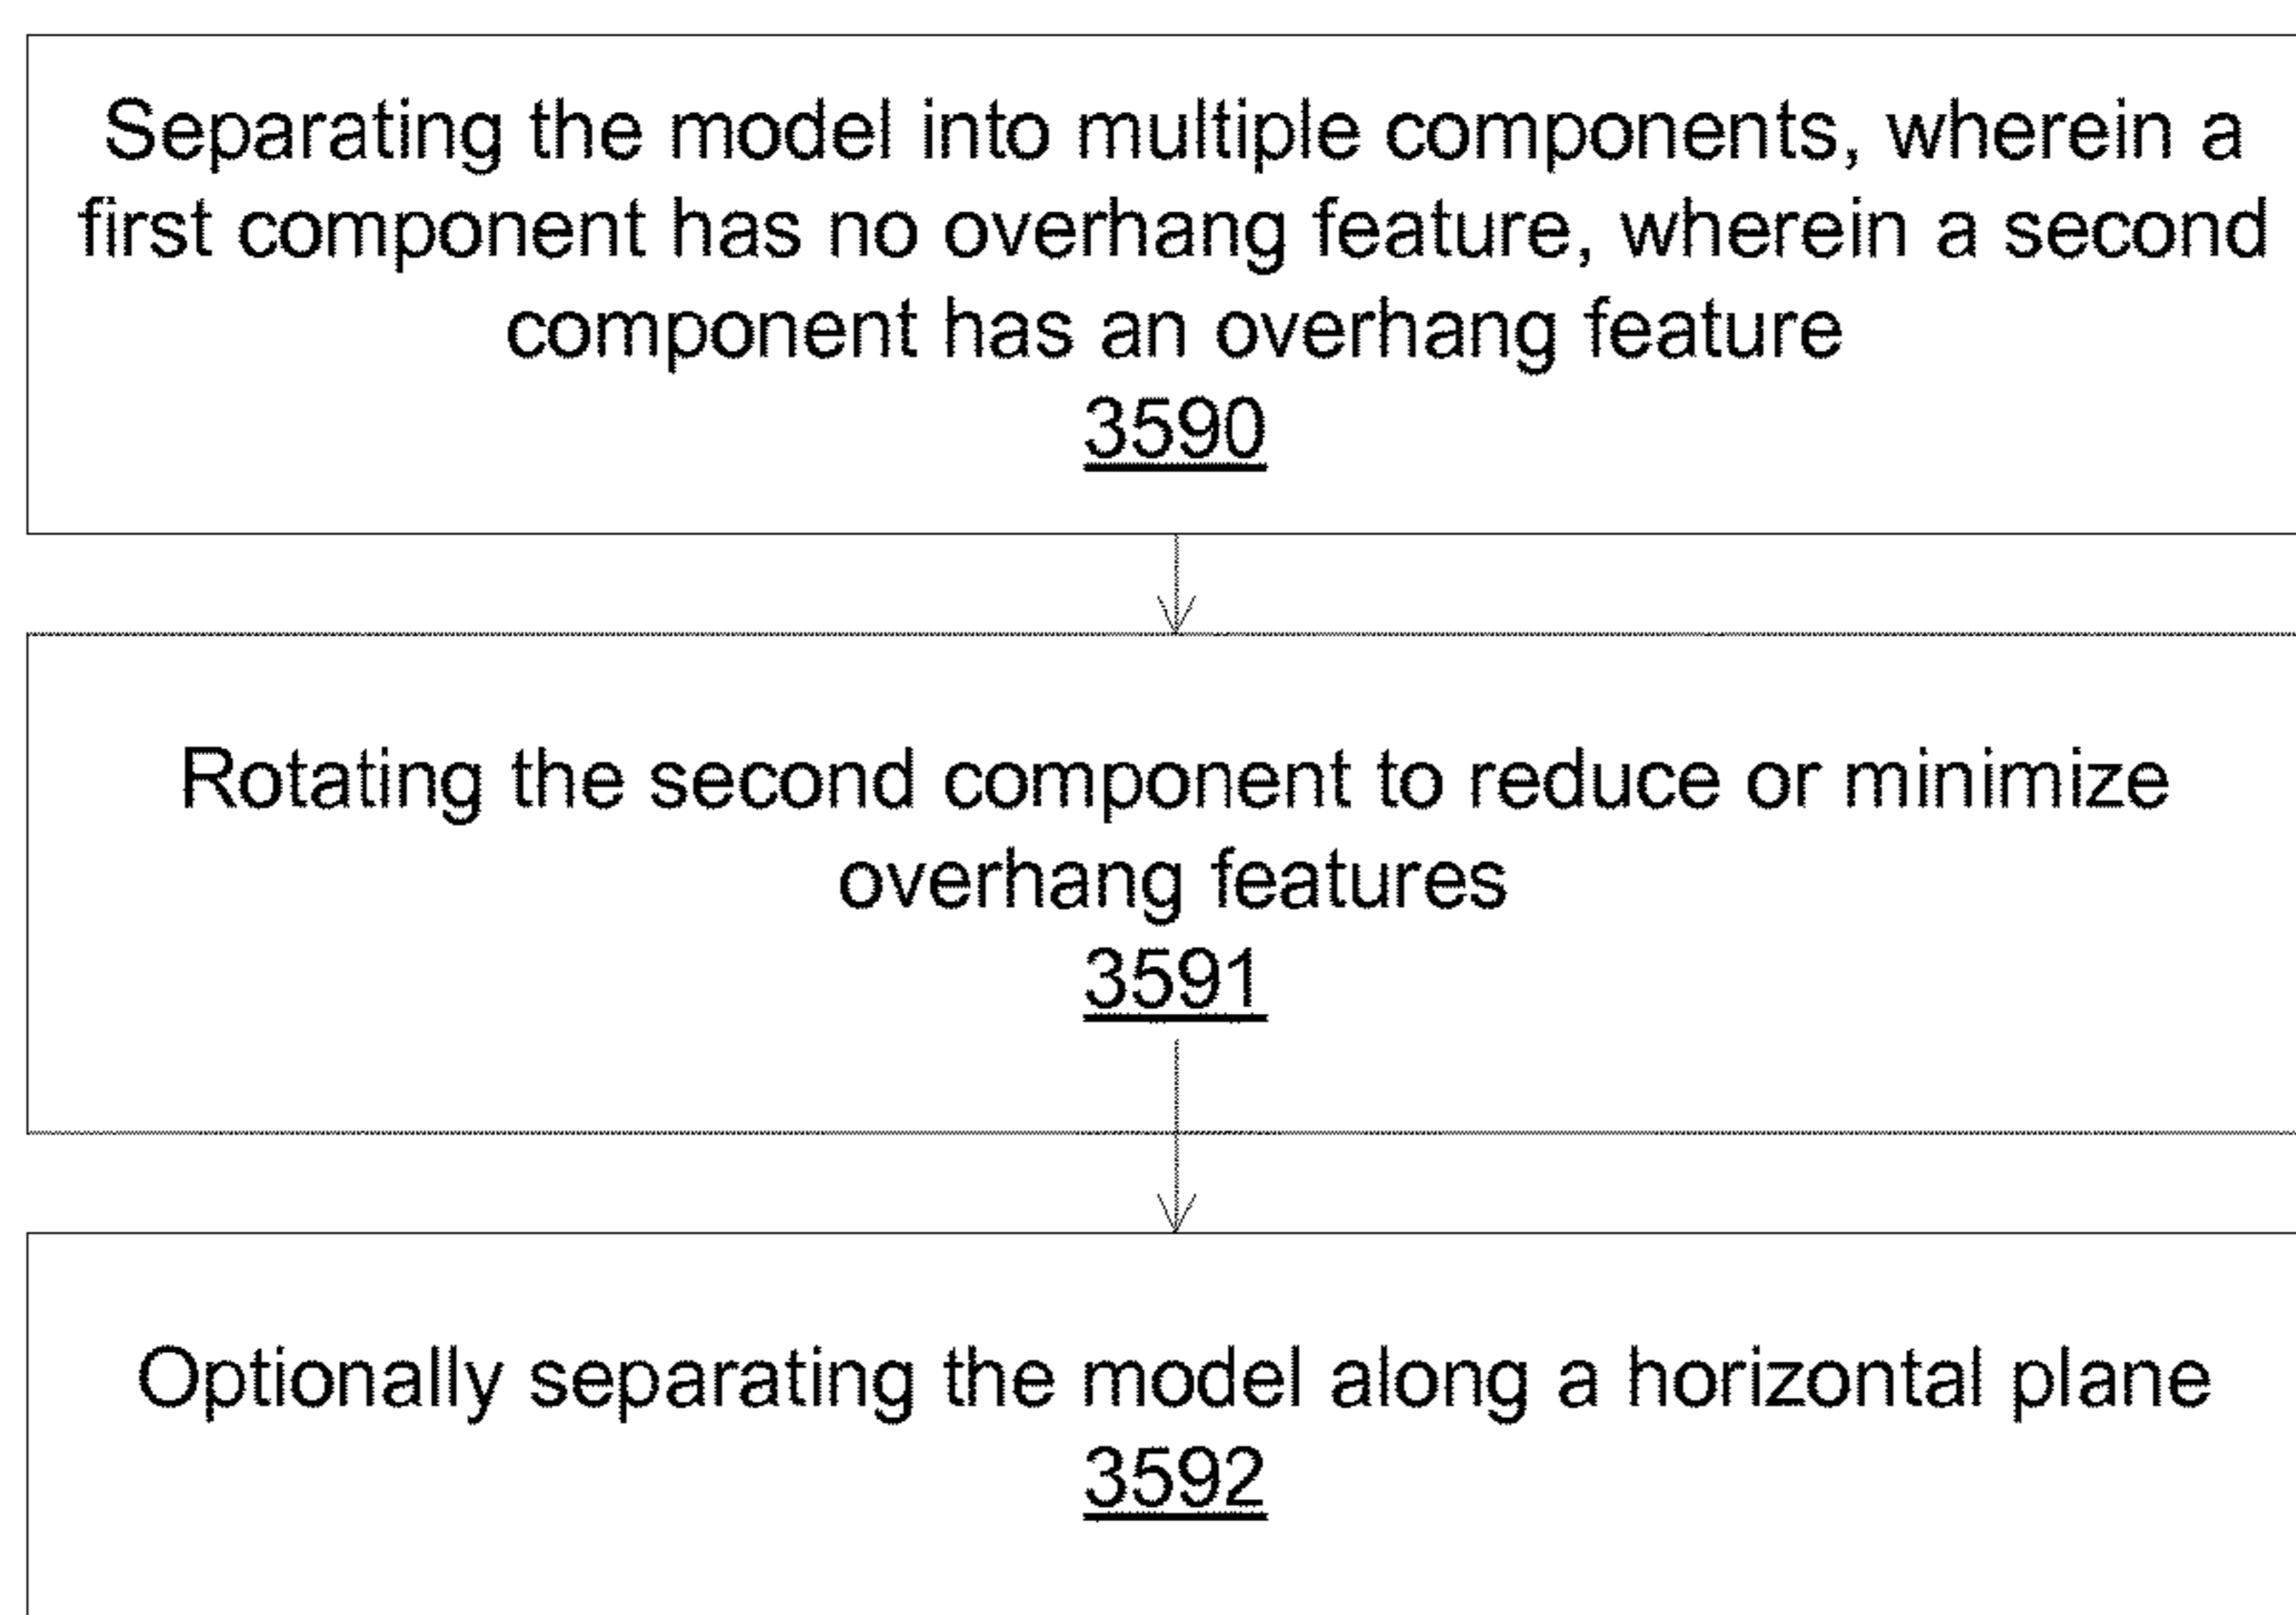 Separating the model into multiple components, wherein a
first component has no overhang feature, wherein a second
component has an overhang feature
3590
Rotating the second component to reduce or minimize
overhang features
3591
Optionally separating the model along a horizontal plane
3592